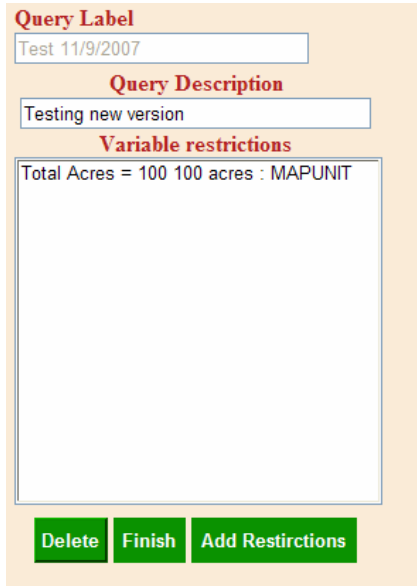 Query Label
Test 11/9/2007
Query Description
Testing new version
Variable restrictions
Total Acres = 100 100 acres : MAPUNIT
Delete Finish Add Restirctions